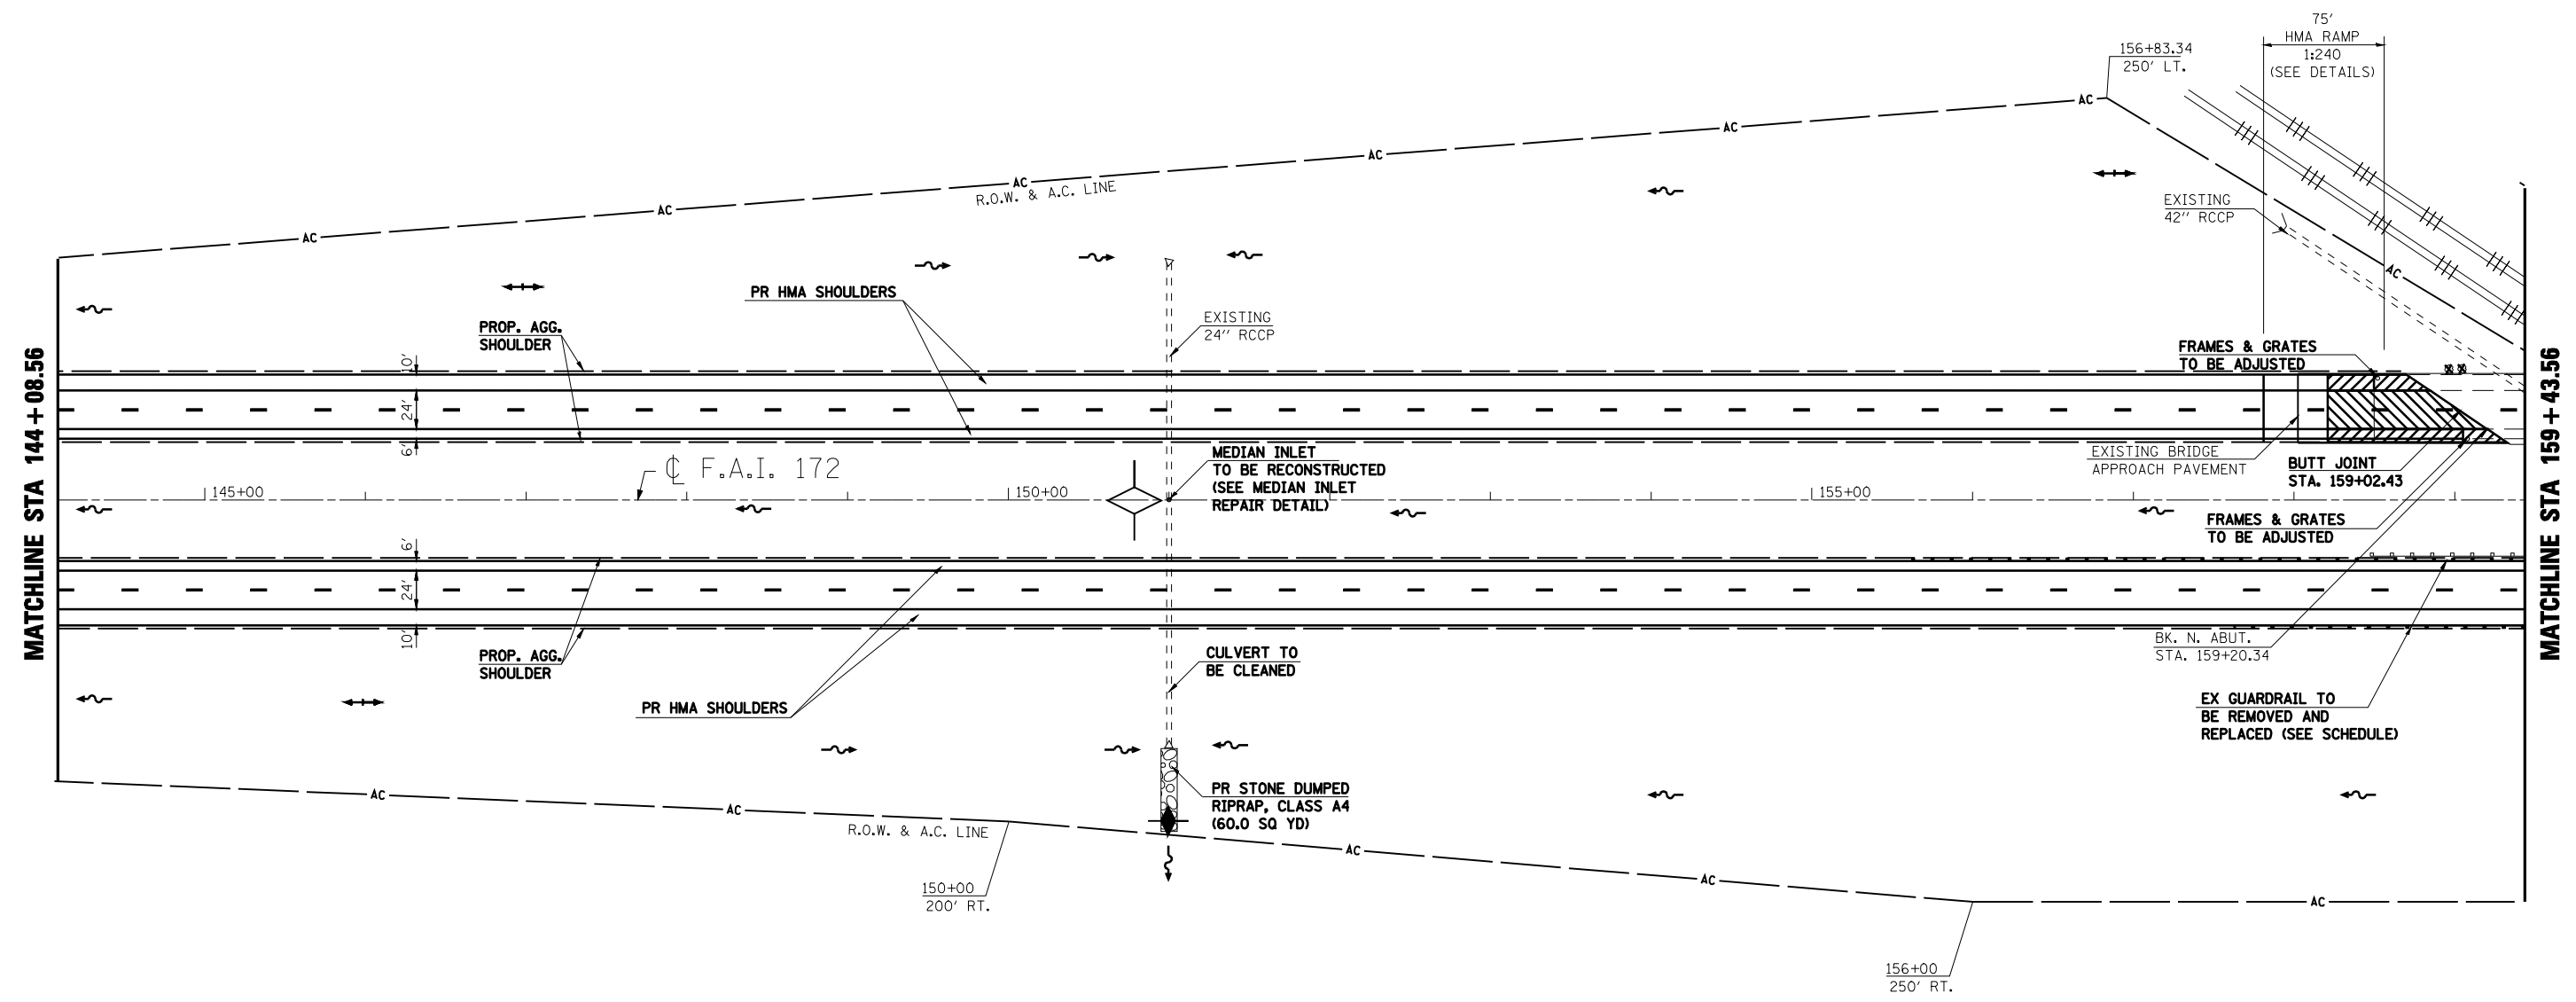 75'
HMA RAMP
1:240
(SEE DETAILS)
156+83.34
250' LT.
AC
AC
AC
AC
AC
AC
R.O.W. & A.C. LINE
EXISTING
42'' RCCP
AC
PR HMA SHOULDERS
PROP. AGG.
SHOULDER
EXISTING
24'' RCCP
FRAMES & GRATES
TO BE ADJUSTED
10'
24'
6'
MATCHLINE STA 144+08.56
MATCHLINE STA 159+43.56
℄ F.A.I. 172
MEDIAN INLET
TO BE RECONSTRUCTED
(SEE MEDIAN INLET
REPAIR DETAIL)
EXISTING BRIDGE
APPROACH PAVEMENT
BUTT JOINT
STA. 159+02.43
145+00
150+00
155+00
FRAMES & GRATES
TO BE ADJUSTED
6'
24'
10'
PROP. AGG.
SHOULDER
CULVERT TO
BE CLEANED
BK. N. ABUT.
STA. 159+20.34
PR HMA SHOULDERS
EX GUARDRAIL TO
BE REMOVED AND
REPLACED (SEE SCHEDULE)
PR STONE DUMPED
RIPRAP, CLASS A4
(60.0 SQ YD)
AC
AC
R.O.W. & A.C. LINE
AC
AC
AC
150+00
200' RT.
156+00
250' RT.